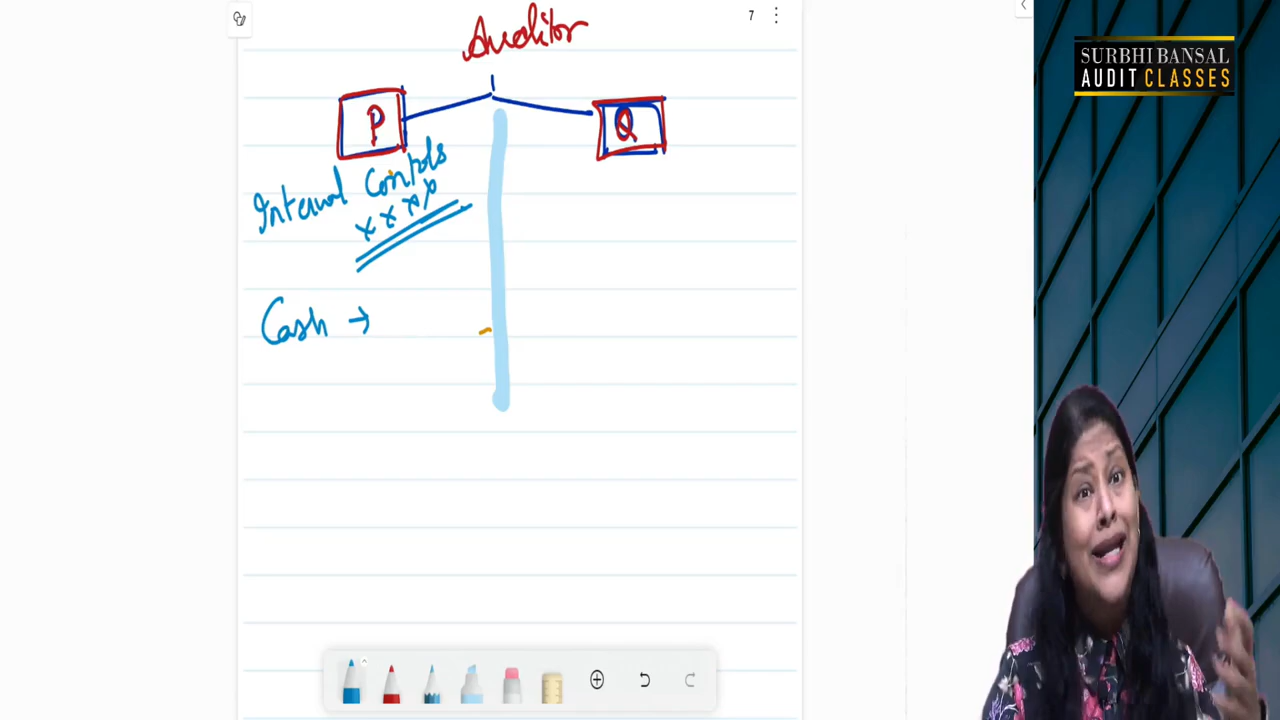 7
Auditor
SURBHI BANSAL
AUDIT CLASSES
P
Q
Internal Controls
x x x x
Cash →